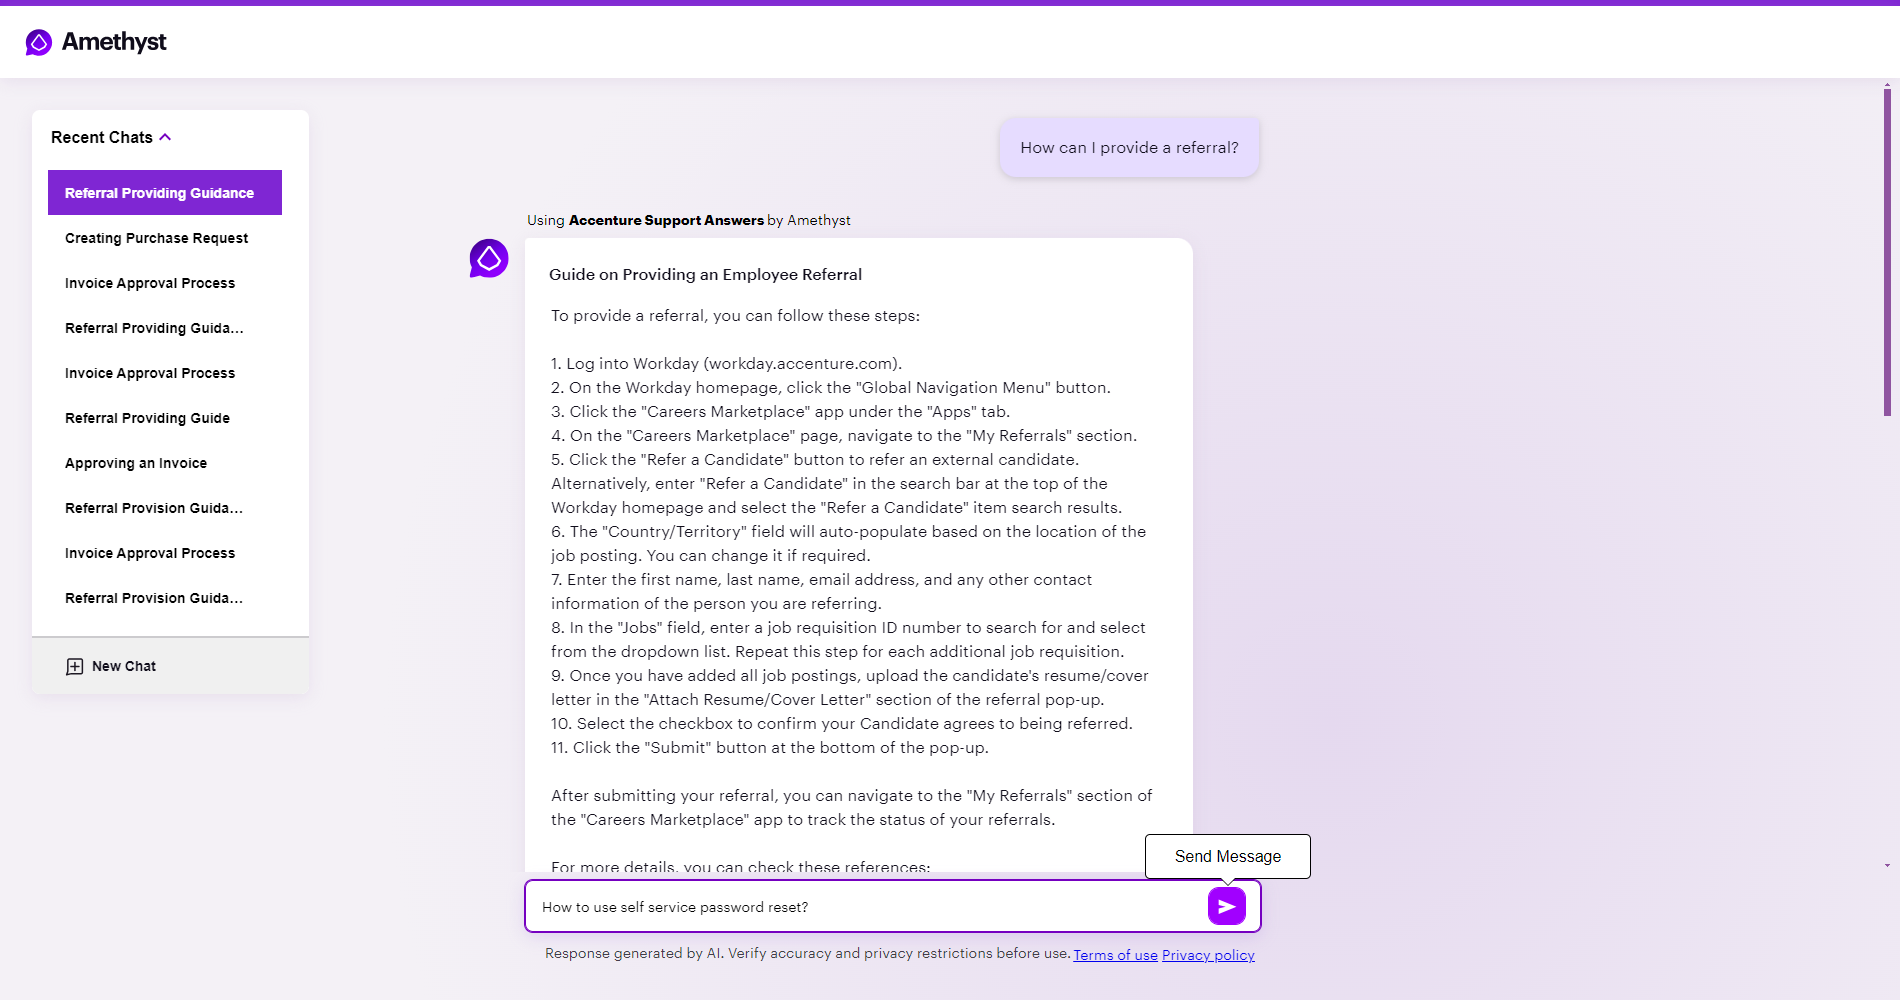 Amethyst
Recent Chats
Referral Providing Guidance
Creating Purchase Request
Invoice Approval Process
Referral Providing Guida...
Invoice Approval Process
Referral Providing Guide
Approving an Invoice
Referral Provision Guida...
Invoice Approval Process
Referral Provision Guida...
New Chat
How can I provide a referral?
Using Accenture Support Answers by Amethyst
Guide on Providing an Employee Referral
To provide a referral, you can follow these steps:
1. Log into Workday (workday.accenture.com).
2. On the Workday homepage, click the "Global Navigation Menu" button.
3. Click the "Careers Marketplace" app under the "Apps" tab.
4. On the "Careers Marketplace" page, navigate to the "My Referrals" section.
5. Click the "Refer a Candidate" button to refer an external candidate.
Alternatively, enter "Refer a Candidate" in the search bar at the top of the
Workday homepage and select the "Refer a Candidate" item search results.
6. The "Country/Territory" field will auto-populate based on the location of the
job posting. You can change it if required.
7. Enter the first name, last name, email address, and any other contact
information of the person you are referring.
8. In the "Jobs" field, enter a job requisition ID number to search for and select
from the dropdown list. Repeat this step for each additional job requisition.
9. Once you have added all job postings, upload the candidate's resume/cover
letter in the "Attach Resume/Cover Letter" section of the referral pop-up.
10. Select the checkbox to confirm your Candidate agrees to being referred.
11. Click the "Submit" button at the bottom of the pop-up.
After submitting your referral, you can navigate to the "My Referrals" section of
the "Careers Marketplace" app to track the status of your referrals.
For more details, you can check these references:
Send Message
How to use self service password reset?
Response generated by AI. Verify accuracy and privacy restrictions before use. Terms of use Privacy policy